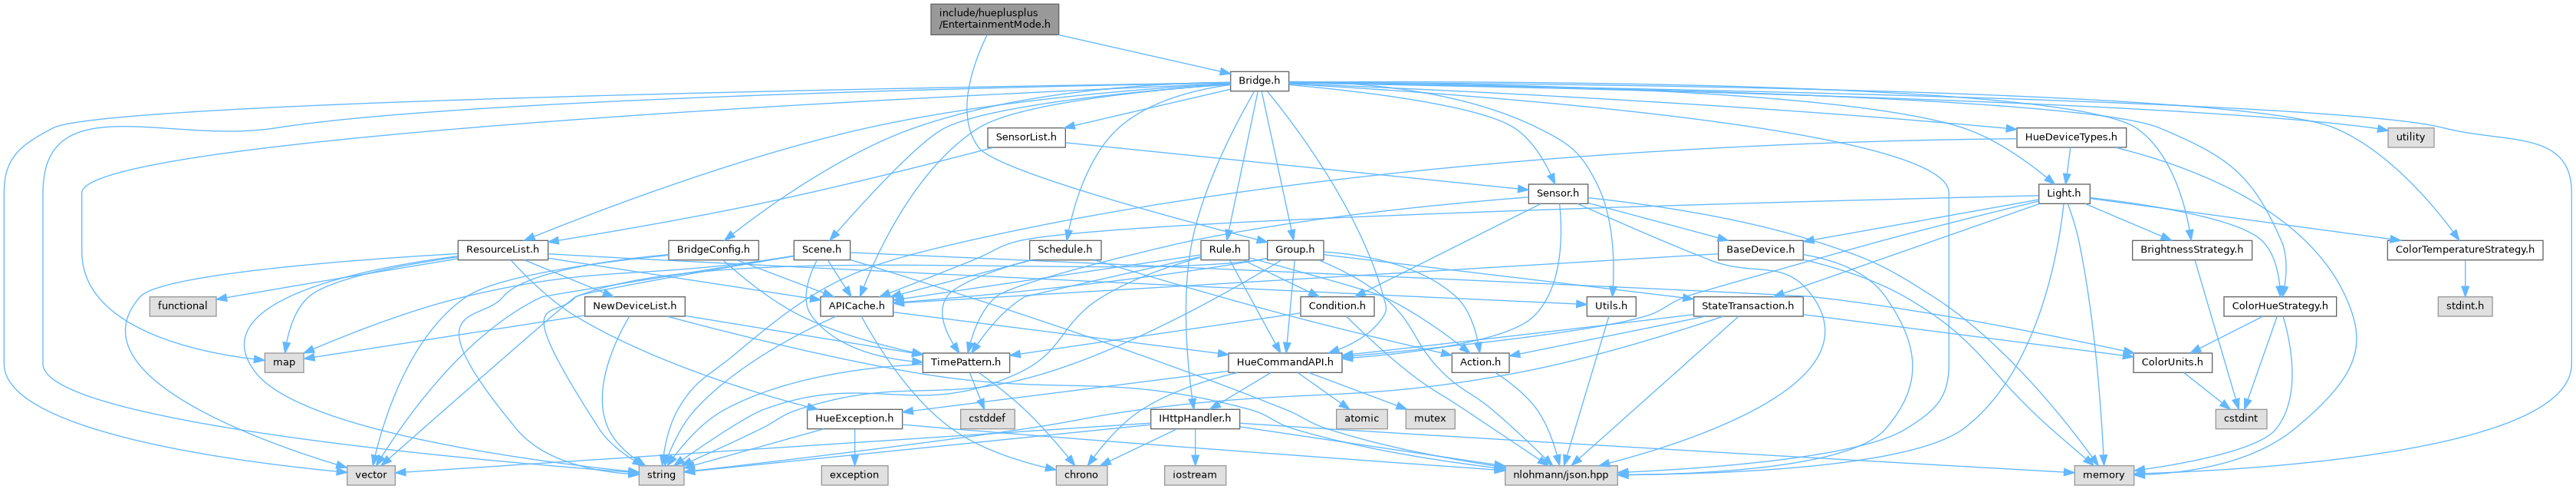 include/hueplusplus
/EntertainmentMode.h
Bridge.h
SensorList.h
HueDeviceTypes.h
utility
Sensor.h
Light.h
ResourceList.h
BridgeConfig.h
Scene.h
Schedule.h
Rule.h
Group.h
BaseDevice.h
BrightnessStrategy.h
ColorTemperatureStrategy.h
functional
NewDeviceList.h
APICache.h
Condition.h
Utils.h
StateTransaction.h
ColorHueStrategy.h
stdint.h
map
TimePattern.h
HueCommandAPI.h
Action.h
ColorUnits.h
HueException.h
cstddef
IHttpHandler.h
atomic
mutex
cstdint
vector
string
exception
chrono
iostream
nlohmann/json.hpp
memory